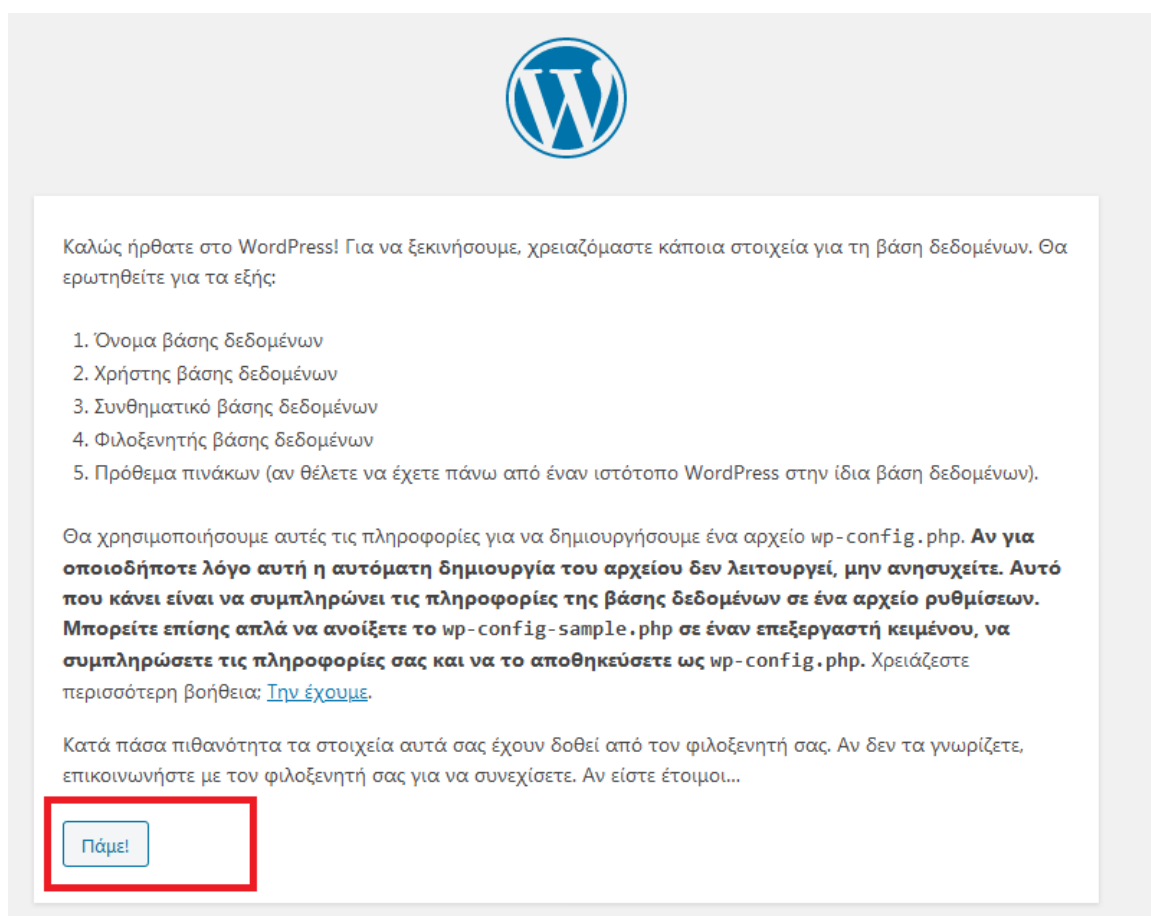 Καλώς ήρθατε στο WordPress! Για να ξεκινήσουμε, χρειαζόμαστε κάποια στοιχεία για τη βάση δεδομένων. Θα
ερωτηθείτε για τα εξής:
1. Όνομα βάσης δεδομένων
2. Χρήστης βάσης δεδομένων
3. Συνθηματικό βάσης δεδομένων
4. Φιλοξενητής βάσης δεδομένων
5. Πρόθεμα πινάκων (αν θέλετε να έχετε πάνω από έναν ιστότοπο WordPress στην ίδια βάση δεδομένων).
Θα χρησιμοποιήσουμε αυτές τις πληροφορίες για να δημιουργήσουμε ένα αρχείο wp-config.php. Αν για
οποιοδήποτε λόγο αυτή η αυτόματη δημιουργία του αρχείου δεν λειτουργεί, μην ανησυχείτε. Αυτό
που κάνει είναι να συμπληρώνει τις πληροφορίες της βάσης δεδομένων σε ένα αρχείο ρυθμίσεων.
Μπορείτε επίσης απλά να ανοίξετε το wp-config-sample.php σε έναν επεξεργαστή κειμένου, να
συμπληρώσετε τις πληροφορίες σας και να το αποθηκεύσετε ως wp-config.php. Χρειάζεστε
περισσότερη βοήθεια; Την έχουμε.
Κατά πάσα πιθανότητα τα στοιχεία αυτά σας έχουν δοθεί από τον φιλοξενητή σας. Αν δεν τα γνωρίζετε,
επικοινωνήστε με τον φιλοξενητή σας για να συνεχίσετε. Αν είστε έτοιμοι...
Πάμε!